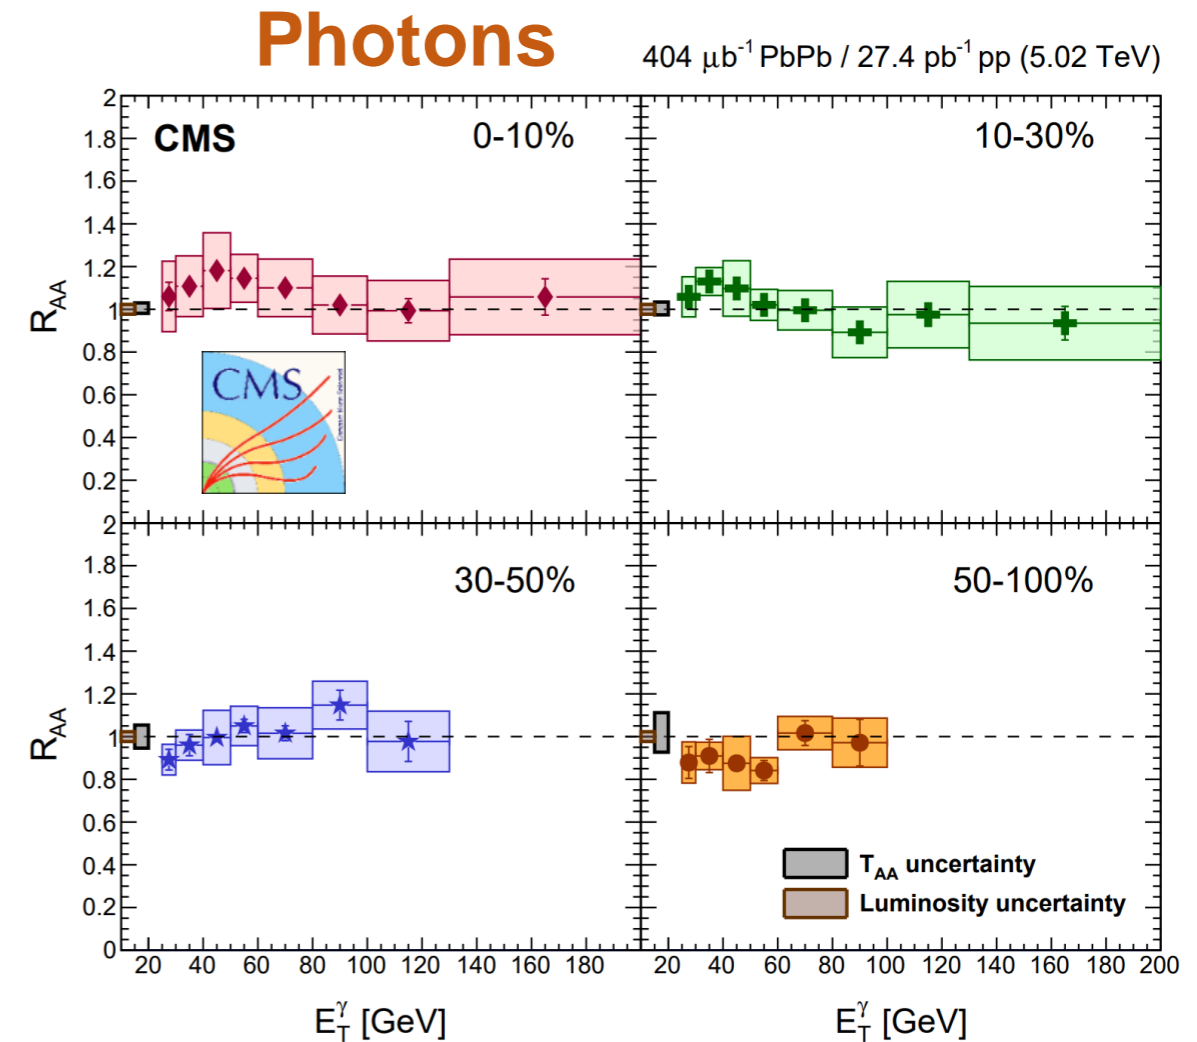 Photons
404 μb⁻¹ PbPb / 27.4 pb⁻¹ pp (5.02 TeV)
CMS
0-10%
10-30%
2
1.8
1.6
1.4
1.2
1
0.8
0.6
0.4
0.2
R_AA
CMS
30-50%
50-100%
2
1.8
1.6
1.4
1.2
1
0.8
0.6
0.4
0.2
0
R_AA
T_AA uncertainty
Luminosity uncertainty
20 40 60 80 100 120 140 160 180
20 40 60 80 100 120 140 160 180 200
E_T^γ [GeV]
E_T^γ [GeV]